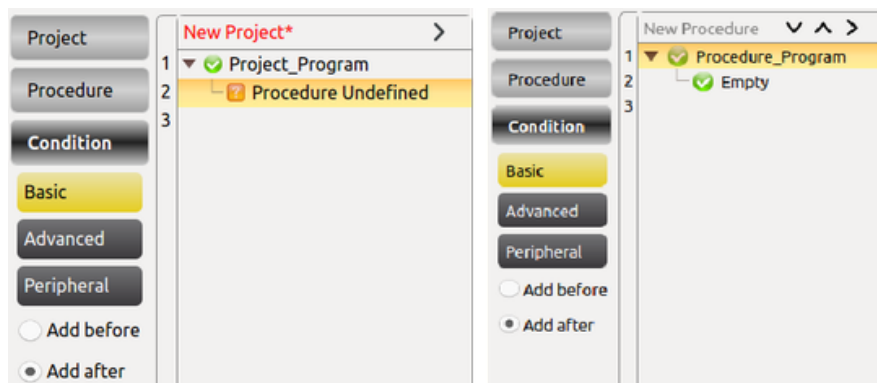 Project
Procedure
Condition
Basic
Advanced
Peripheral
Add before
Add after
New Project*
1 Project_Program
2 ? Procedure Undefined
3
Project
Procedure
Condition
Basic
Advanced
Peripheral
Add before
Add after
New Procedure
1 Procedure_Program
2 Empty
3